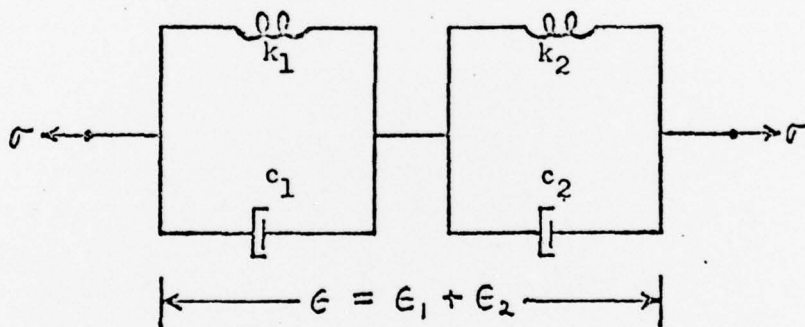 k₁ k₂
σ σ
c₁ c₂
ϵ = ϵ₁ + ϵ₂